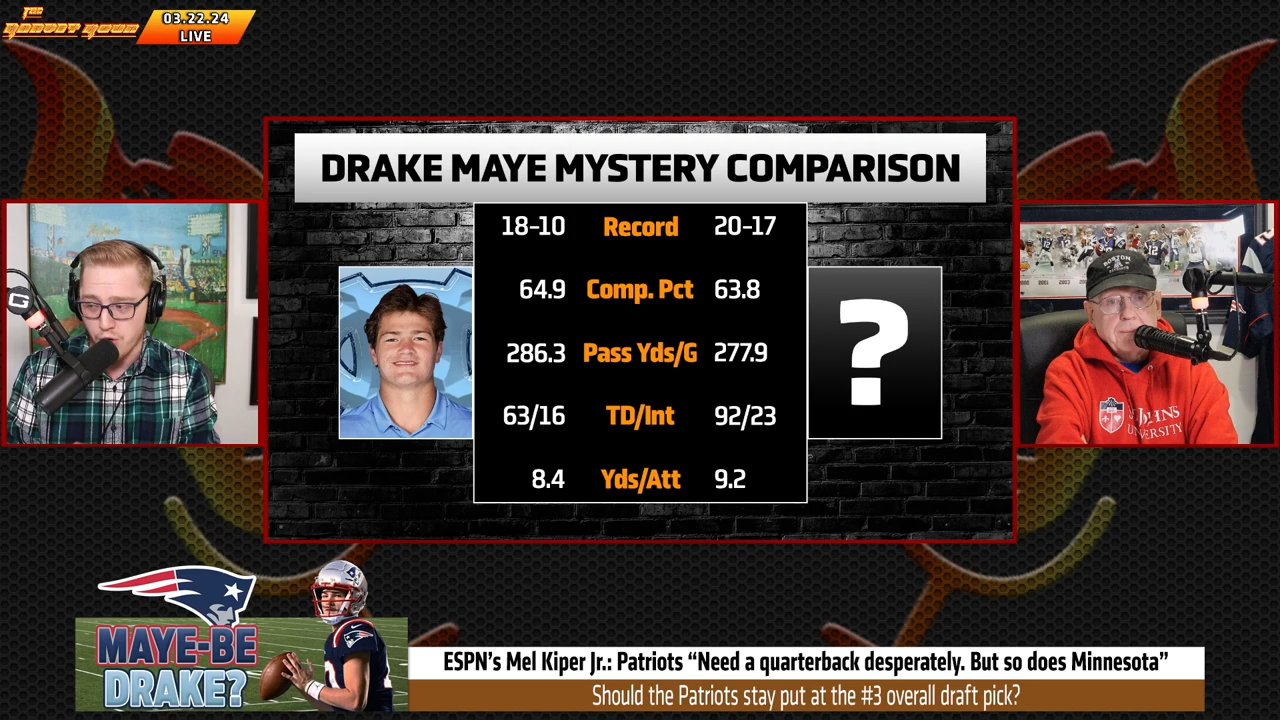 THE
03.22.24
LIVE
DRAKE MAYE MYSTERY COMPARISON
18-10 Record 20-17
64.9 Comp. Pct 63.8
286.3 Pass Yds/G 277.9
63/16 TD/Int 92/23
8.4 Yds/Att 9.2
?
G
BOSTON
ST JOHNS
UNIVERSITY
MAYE-BE
DRAKE?
ESPN’s Mel Kiper Jr.: Patriots “Need a quarterback desperately. But so does Minnesota”
Should the Patriots stay put at the #3 overall draft pick?